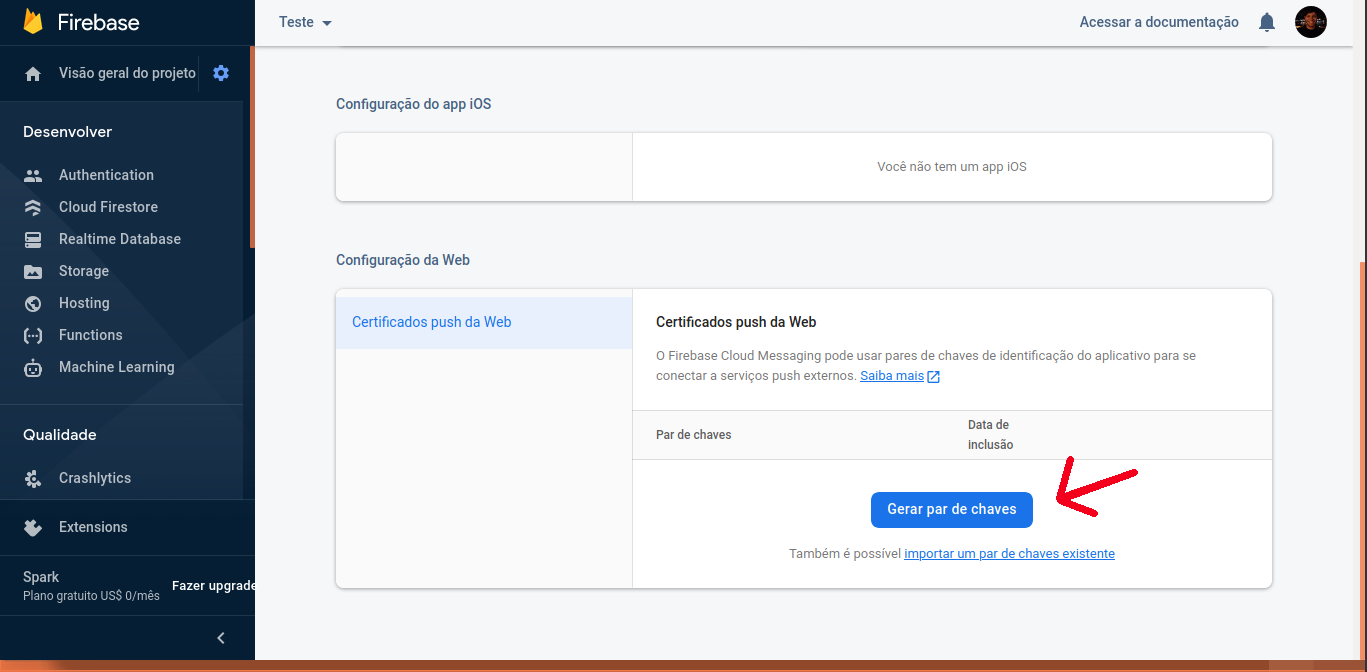 Firebase
Teste
Acessar a documentação
Visão geral do projeto
Desenvolver
Authentication
Cloud Firestore
Realtime Database
Storage
Hosting
Functions
Machine Learning
Qualidade
Crashlytics
Extensions
Spark
Plano gratuito US$ 0/mês
Fazer upgrade
Configuração do app iOS
Você não tem um app iOS
Configuração da Web
Certificados push da Web
Certificados push da Web
O Firebase Cloud Messaging pode usar pares de chaves de identificação do aplicativo para se
conectar a serviços push externos. Saiba mais
Par de chaves
Data de
inclusão
Gerar par de chaves
Também é possível importar um par de chaves existente